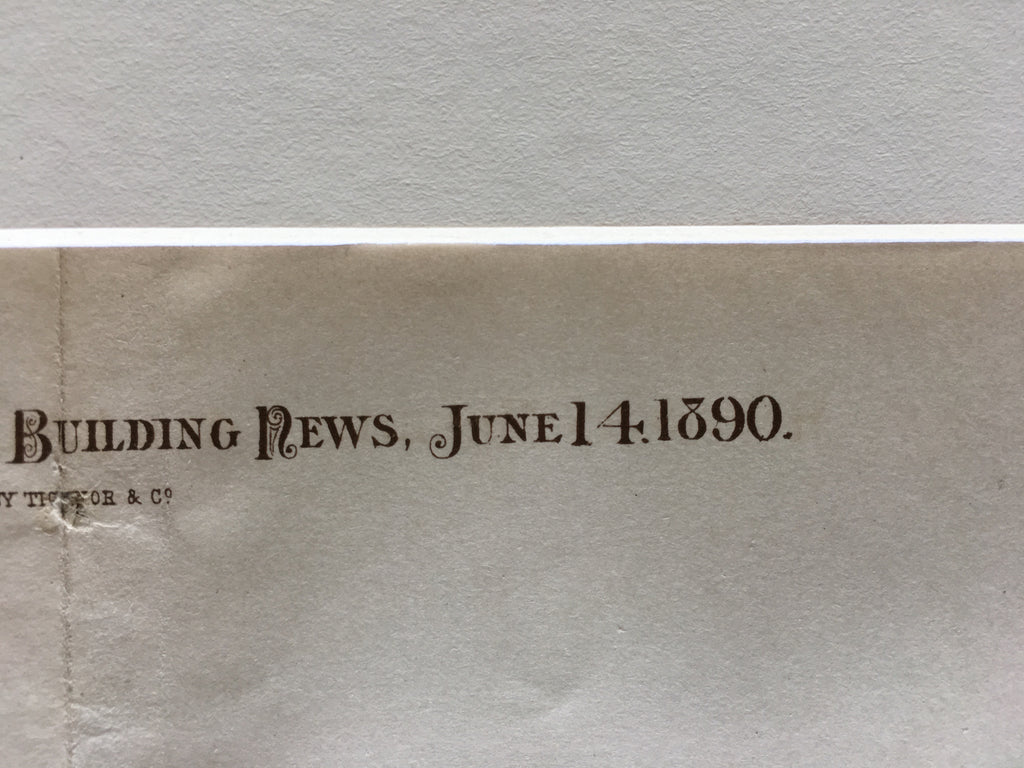 BUILDING NEWS, JUNE 14. 1890.
& Cº